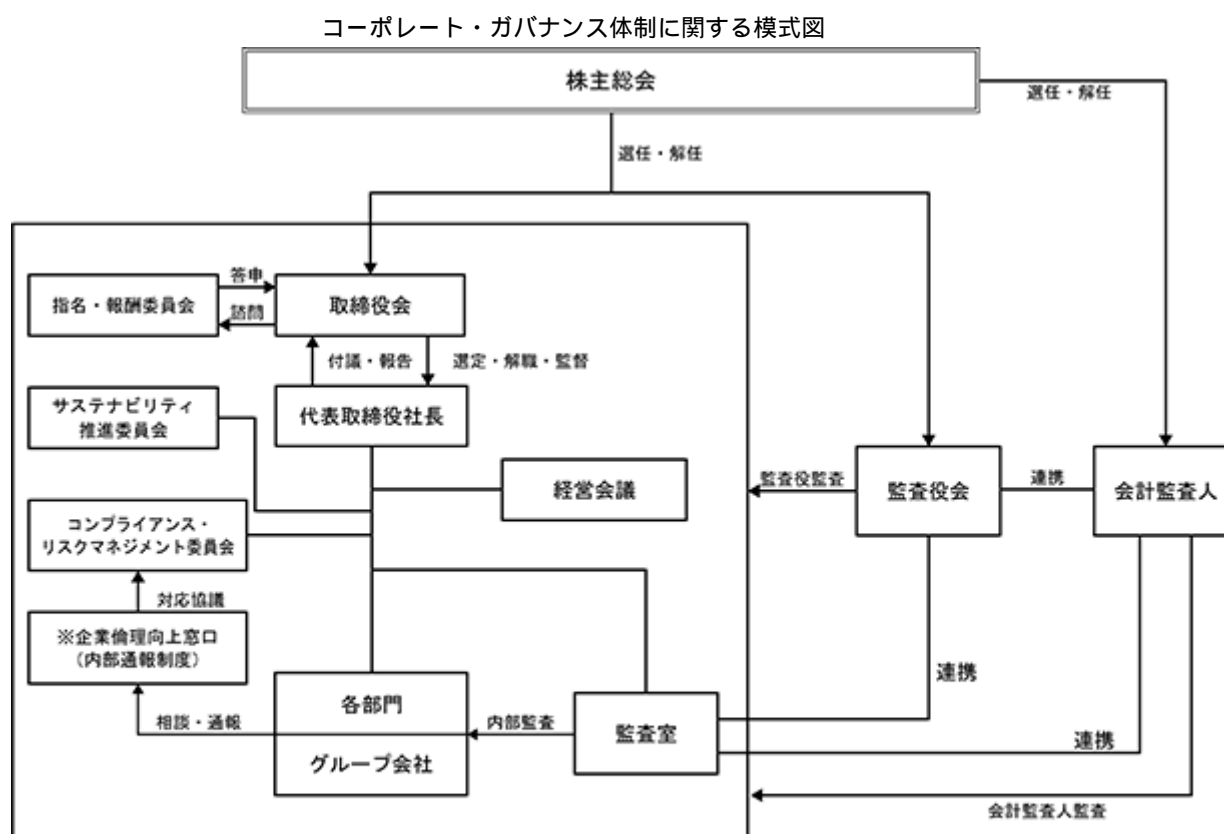 コーポレート・ガバナンス体制に関する模式図
株主総会
選任・解任
選任・解任
答申
指名・報酬委員会
取締役会
諮問
付議・報告
選定・解職・監督
サステナビリティ
推進委員会
代表取締役社長
経営会議
監査役監査
監査役会
連携
会計監査人
コンプライアンス・
リスクマネジメント委員会
対応協議
※企業倫理向上窓口
（内部通報制度）
連携
各部門
相談・通報
内部監査
監査室
連携
グループ会社
会計監査人監査